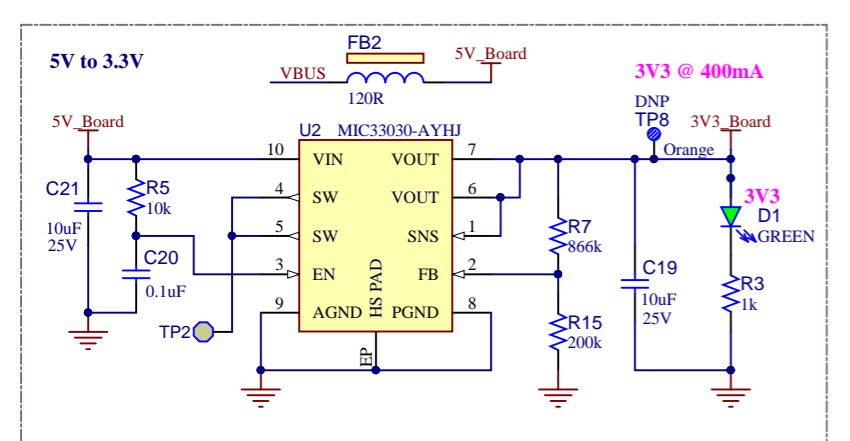 5V to 3.3V
FB2
VBUS
5V_Board
120R
3V3 @ 400mA
DNP
TP8
Orange
5V_Board
3V3_Board
U2 MIC33030-AYHJ
10 VIN VOUT 7
4 SW VOUT 6
5 SW SNS 1
3 EN FB 2
9 AGND PGND 8
HS PAD
EP
C21
10uF
25V
R5
10k
C20
0.1uF
TP2
R7
866k
R15
200k
C19
10uF
25V
3V3
D1
GREEN
R3
1k